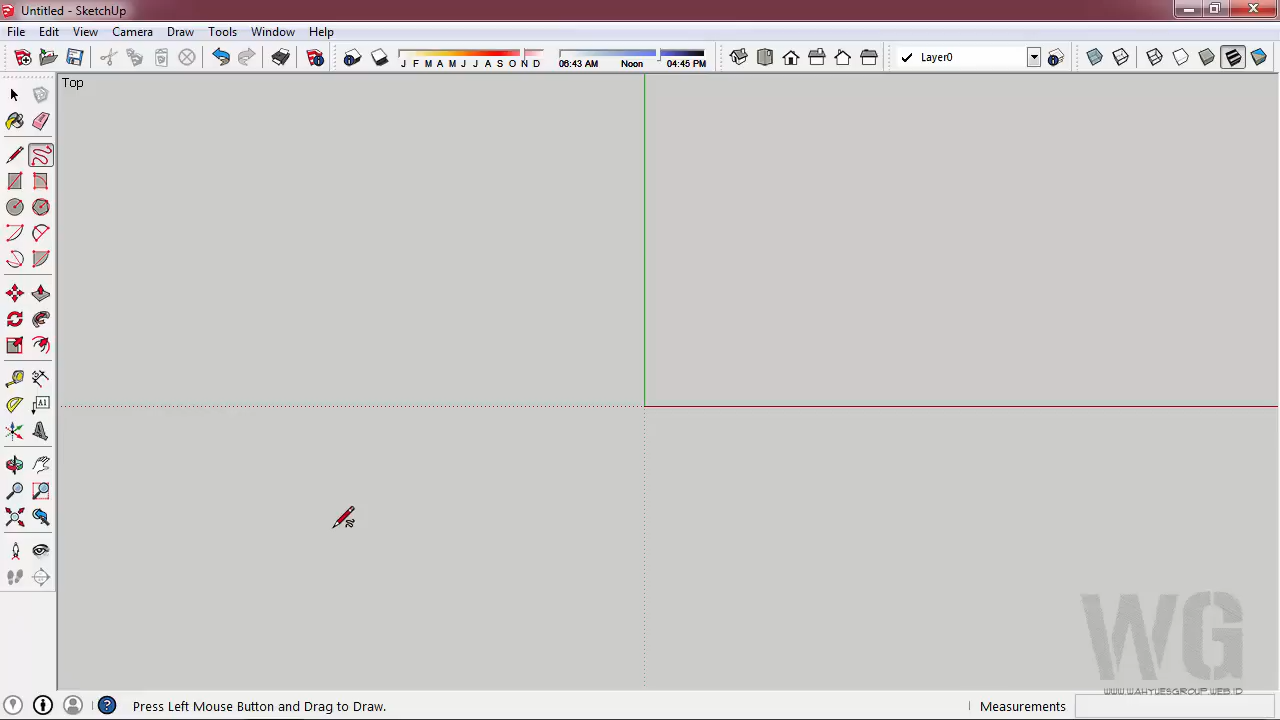 Untitled - SketchUp
File Edit View Camera Draw Tools Window Help
J F M A M J J A S O N D
06:43 AM Noon 04:45 PM
Layer0
Top
A1
WG
WWW.WAHYUESGROUP.WEB.ID
Press Left Mouse Button and Drag to Draw.
Measurements